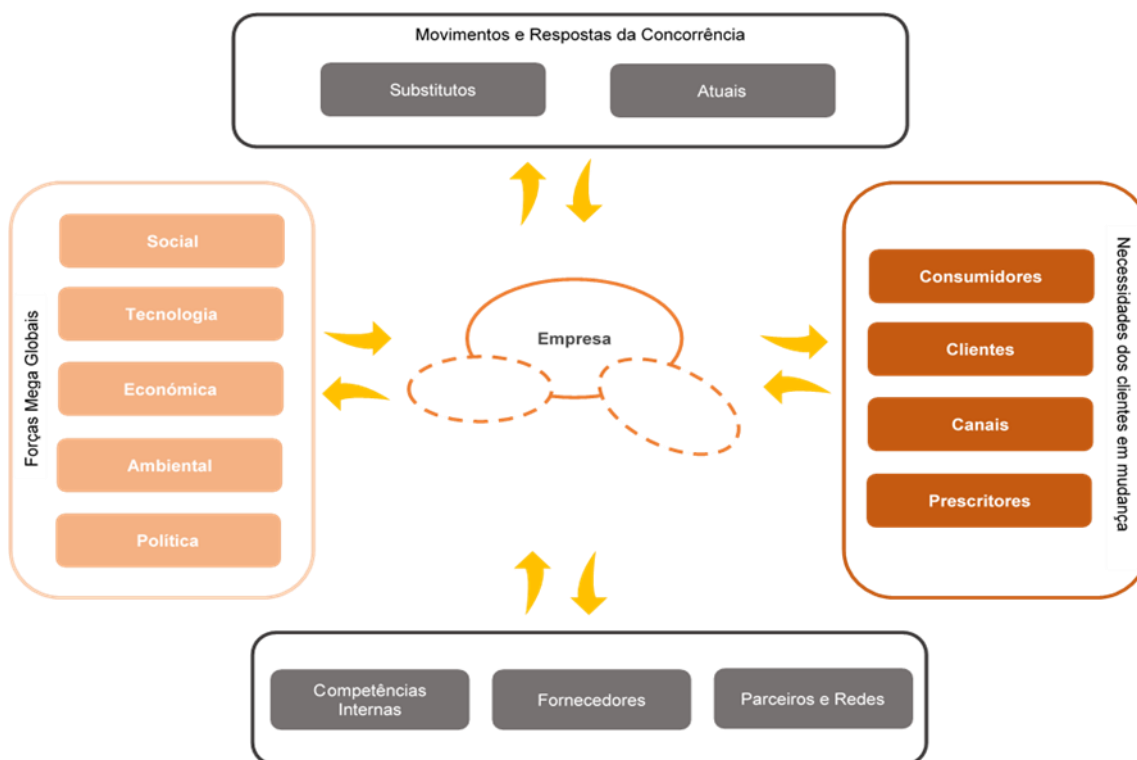 Movimentos e Respostas da Concorrência
Substitutos
Atuais
Forças Mega Globais
Social
Tecnologia
Económica
Ambiental
Política
Empresa
Consumidores
Clientes
Canais
Prescritores
Necessidades dos clientes em mudança
Competências
Internas
Fornecedores
Parceiros e Redes